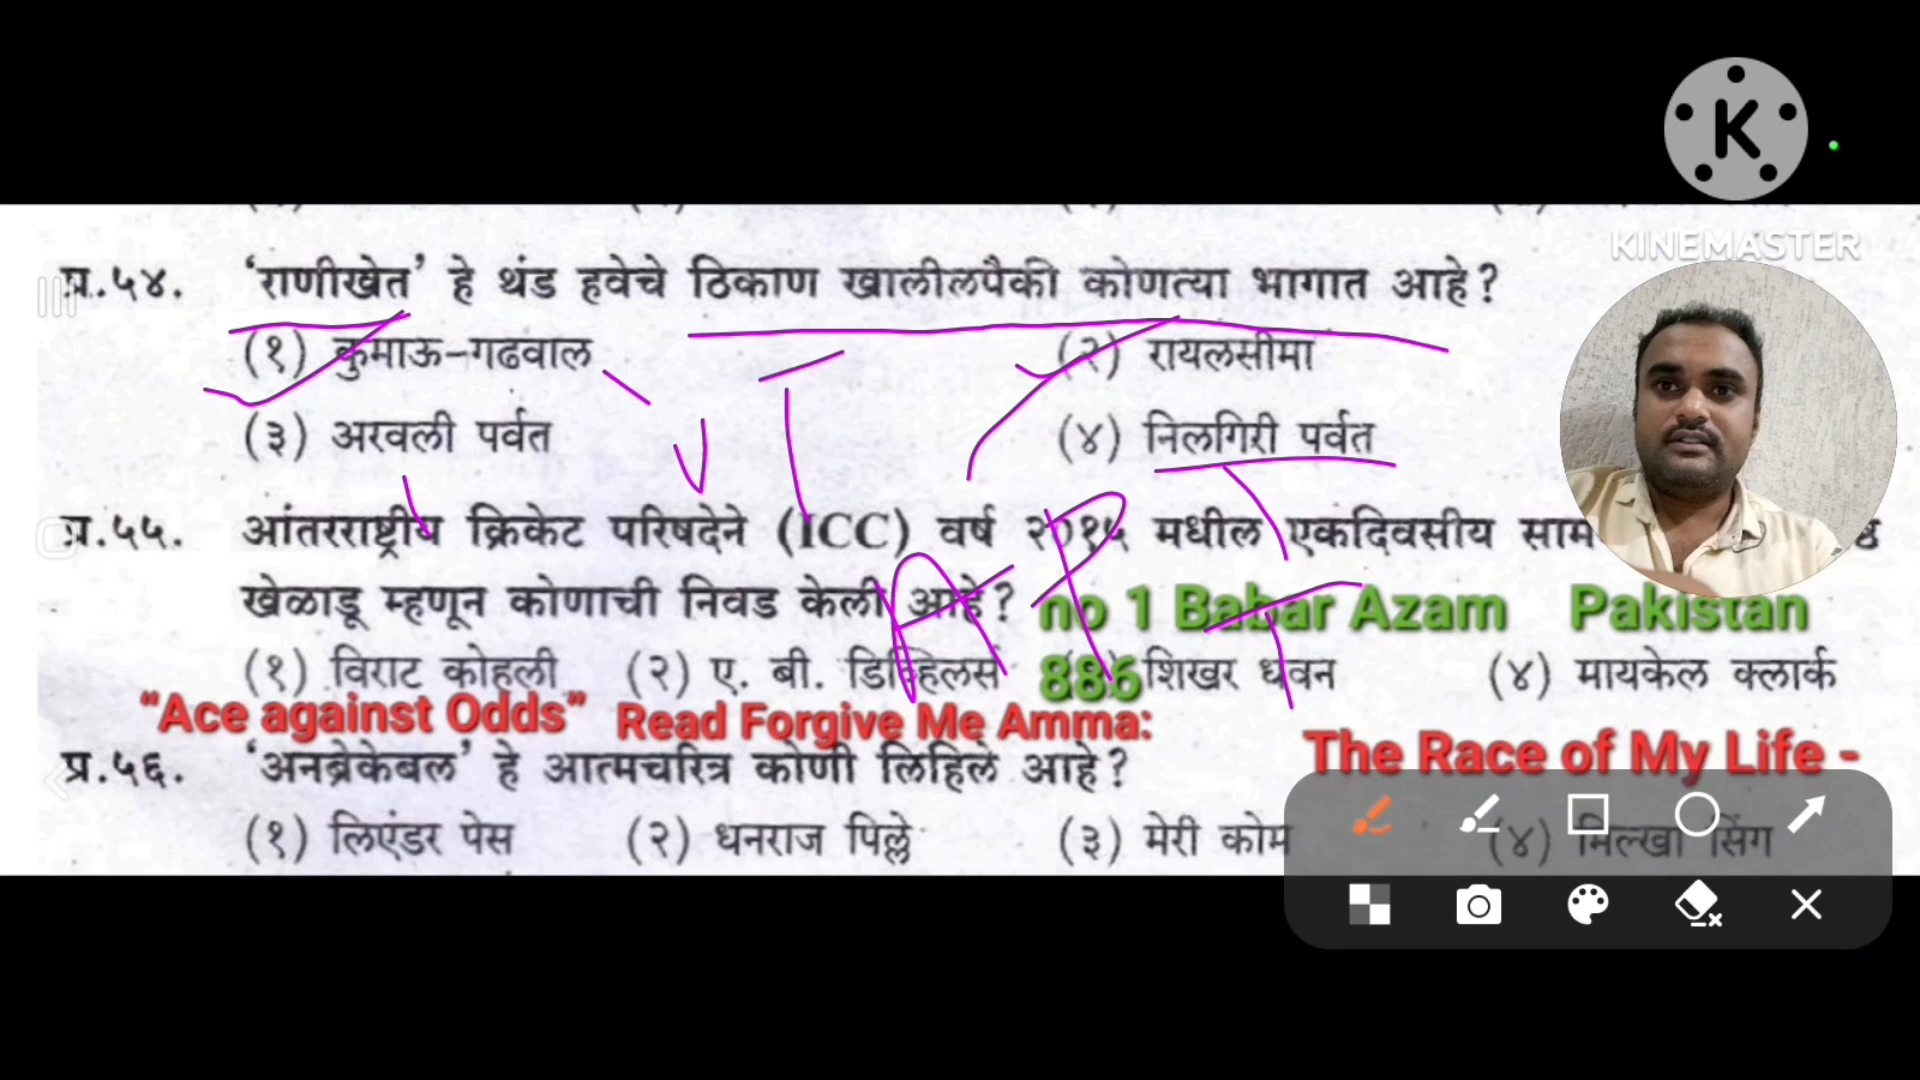 K
KINEMASTER
प्र.५४. ‘राणीखेत’ हे थंड हवेचे ठिकाण खालीलपैकी कोणत्या भागात आहे?
(१) कुमाऊ-गढवाल (२) रायलसीमा
(३) अरवली पर्वत (४) निलगिरी पर्वत
प्र.५५. आंतरराष्ट्रीय क्रिकेट परिषदेने (ICC) वर्ष २०१५ मधील एकदिवसीय साम
खेळाडू म्हणून कोणाची निवड केली आहे? no 1 Babar Azam Pakistan
(१) विराट कोहली (२) ए. बी. डिव्हिलर्स 886 शिखर धवन (४) मायकेल क्लार्क
“Ace against Odds” Read Forgive Me Amma: The Race of My Life -
प्र.५६. ‘अनब्रेकेबल’ हे आत्मचरित्र कोणी लिहिले आहे?
(१) लिएंडर पेस (२) धनराज पिल्ले (३) मेरी कोम (४) मिल्खा सिंग